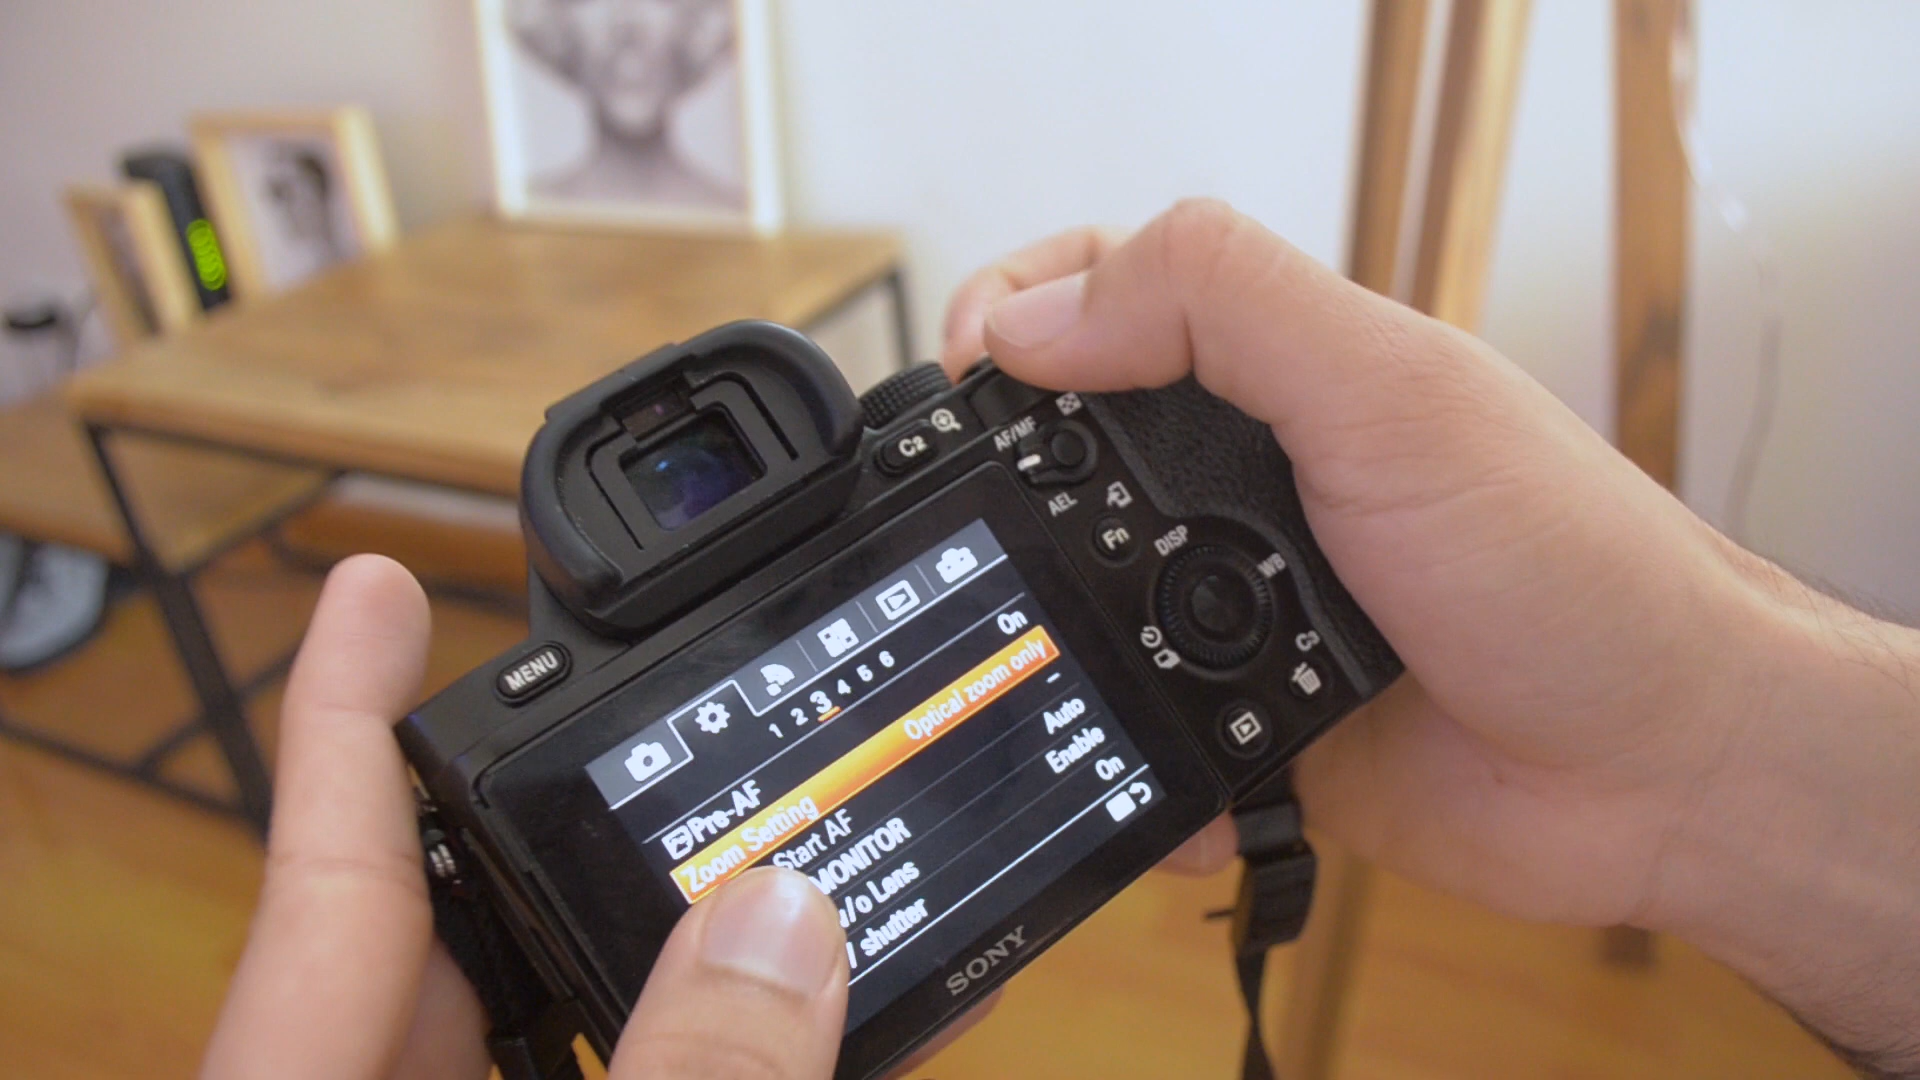 C2
AF/MF
AEL
Fn
DISP
WB
C3
MENU
1 2 3 4 5 6
Pre-AF On
Zoom Setting Optical zoom only
Start AF –
MONITOR Auto
w/o Lens Enable
/ shutter On
SONY